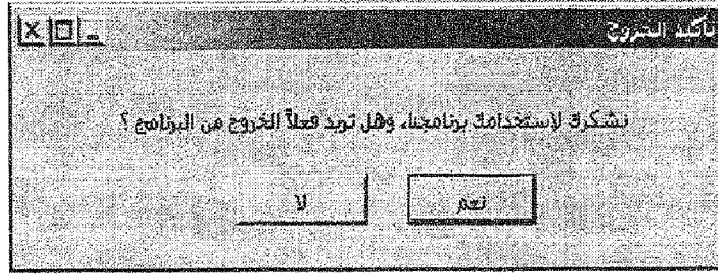 تأكيد الخروج
نشكرك لإستخدامك برنامجنا، وهل تريد فعلاً الخروج من البرنامج ؟
نعم
لا